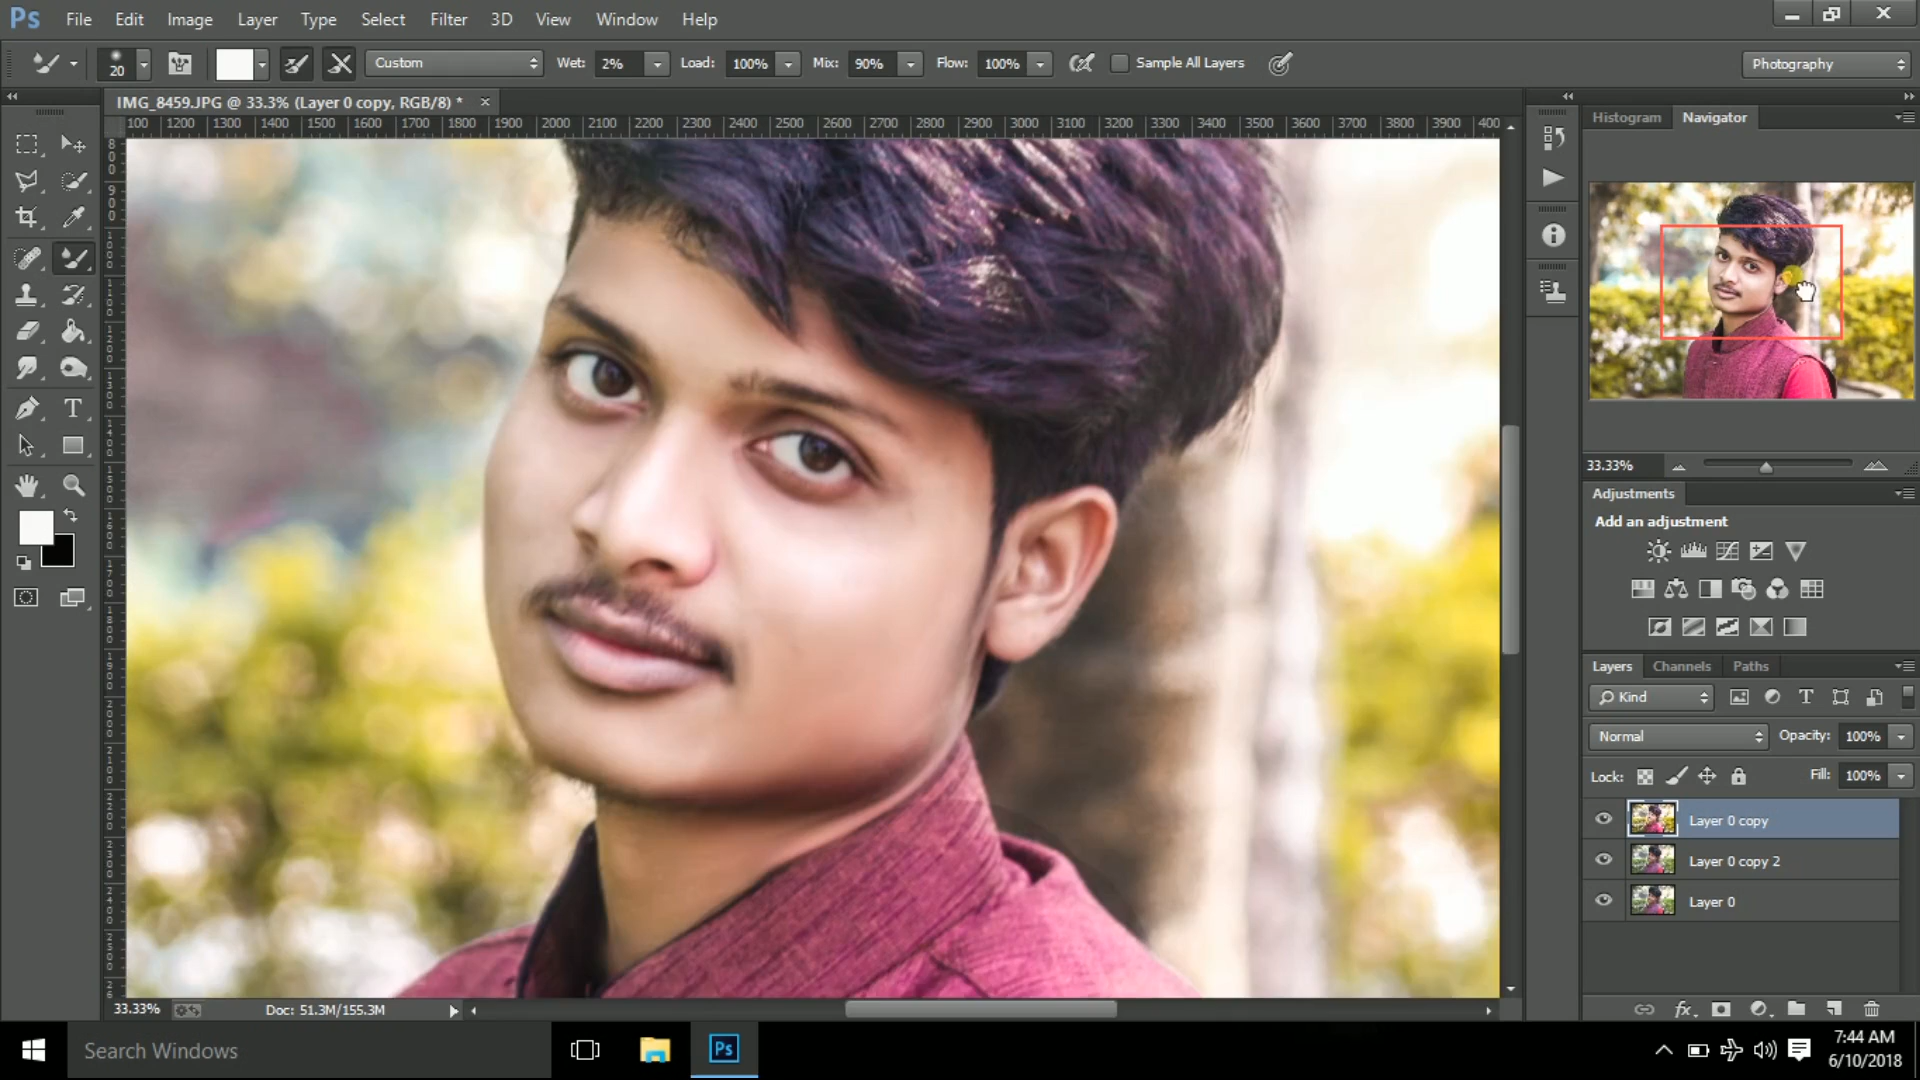 Ps File Edit Image Layer Type Select Filter 3D View Window Help
20 Custom Wet: 2% Load: 100% Mix: 90% Flow: 100% Sample All Layers Photography
IMG_8459.JPG @ 33.3% (Layer 0 copy, RGB/8) * ×
100 1200 1300 1400 1500 1600 1700 1800 1900 2000 2100 2200 2300 2400 2500 2600 2700 2800 2900 3000 3100 3200 3300 3400 3500 3600 3700 3800 3900 400
Histogram Navigator
33.33%
Adjustments
Add an adjustment
Layers Channels Paths
Kind
Normal Opacity: 100%
Lock: Fill: 100%
Layer 0 copy
Layer 0 copy 2
Layer 0
fx
33.33% Doc: 51.3M/155.3M
Search Windows
Ps
7:44 AM
6/10/2018